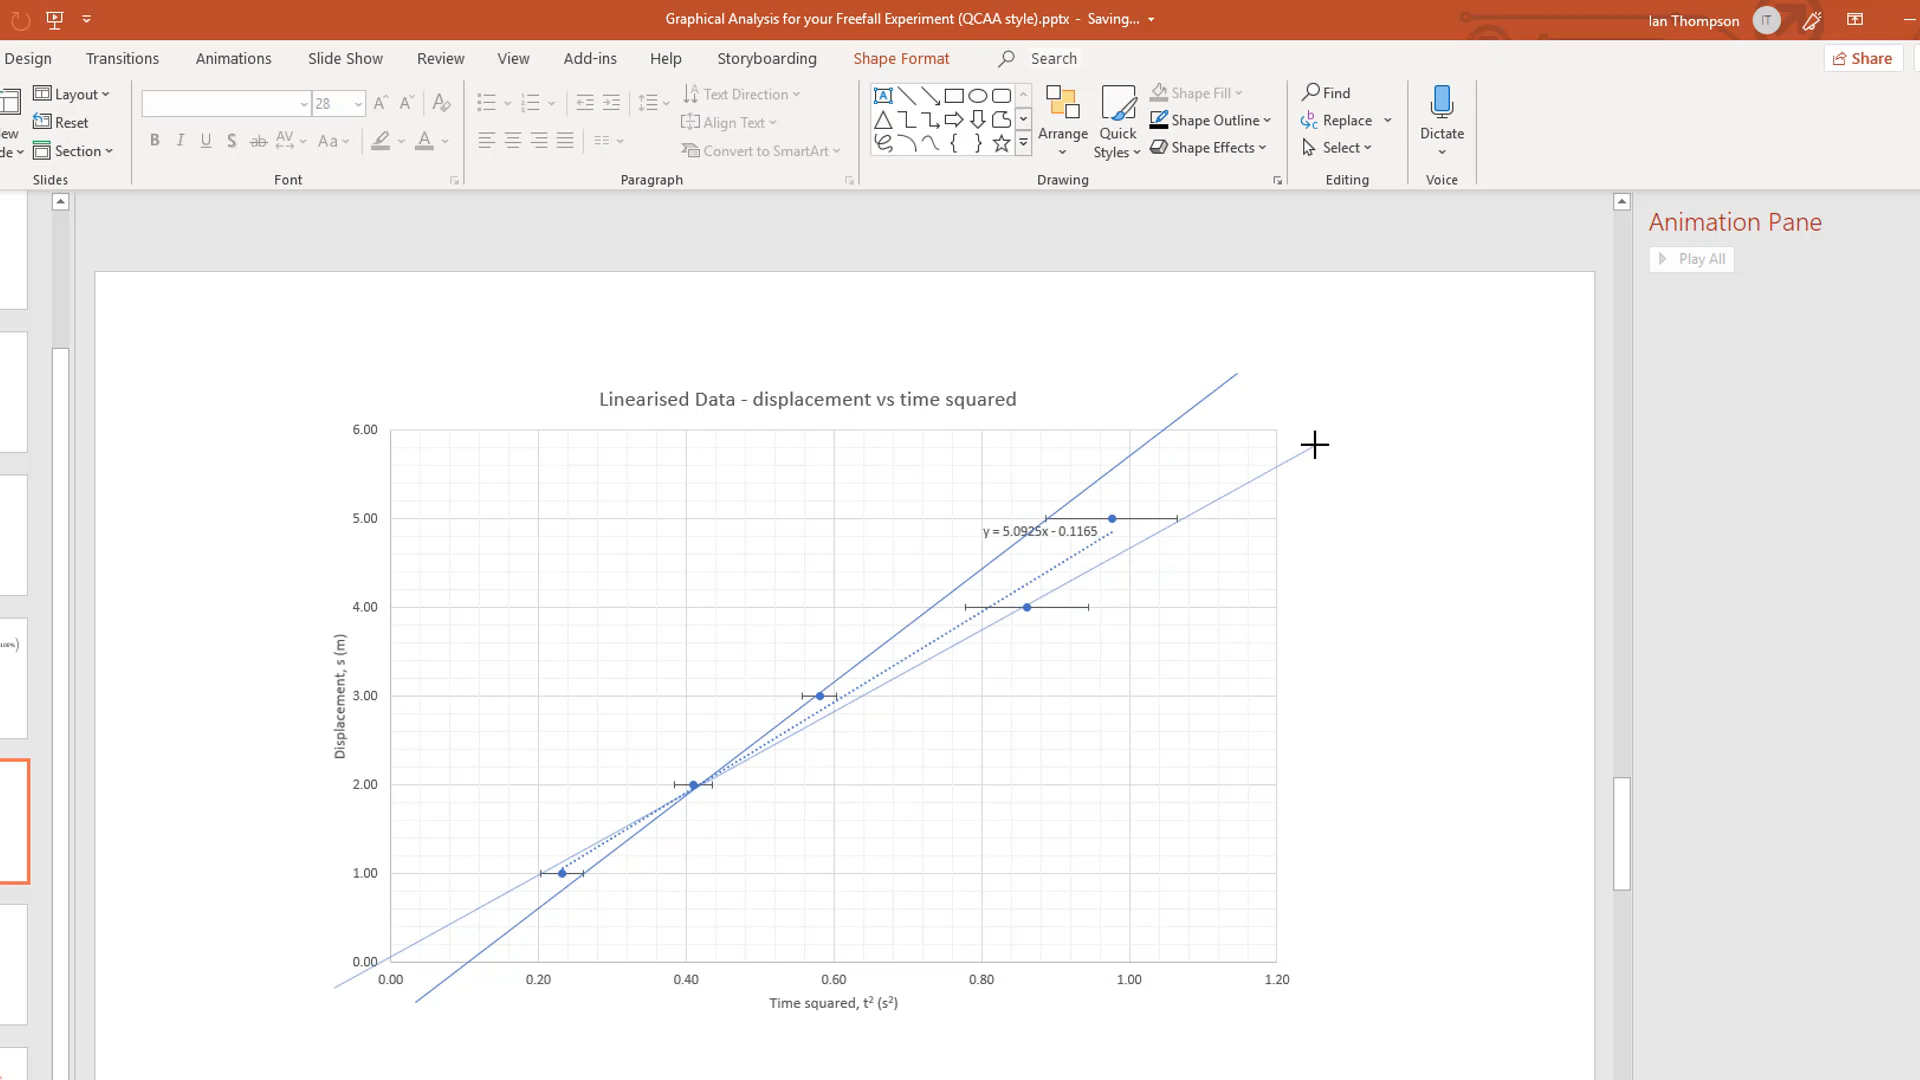 Graphical Analysis for your Freefall Experiment (QCAA style).pptx - Saving...
Ian Thompson
IT
Design Transitions Animations Slide Show Review View Add-ins Help Storyboarding Shape Format Search
Share
Layout
Reset
Section
Slides
28
B I U S ab AV Aa A
Font
Text Direction
Align Text
Convert to SmartArt
Paragraph
Arrange
Quick
Styles
Shape Fill
Shape Outline
Shape Effects
Drawing
Find
Replace
Select
Editing
Dictate
Voice
Animation Pane
Play All
Linearised Data - displacement vs time squared
6.00
5.00
4.00
3.00
2.00
1.00
0.00
y = 5.0925x - 0.1165
Displacement, s (m)
0.00 0.20 0.40 0.60 0.80 1.00 1.20
Time squared, t² (s²)